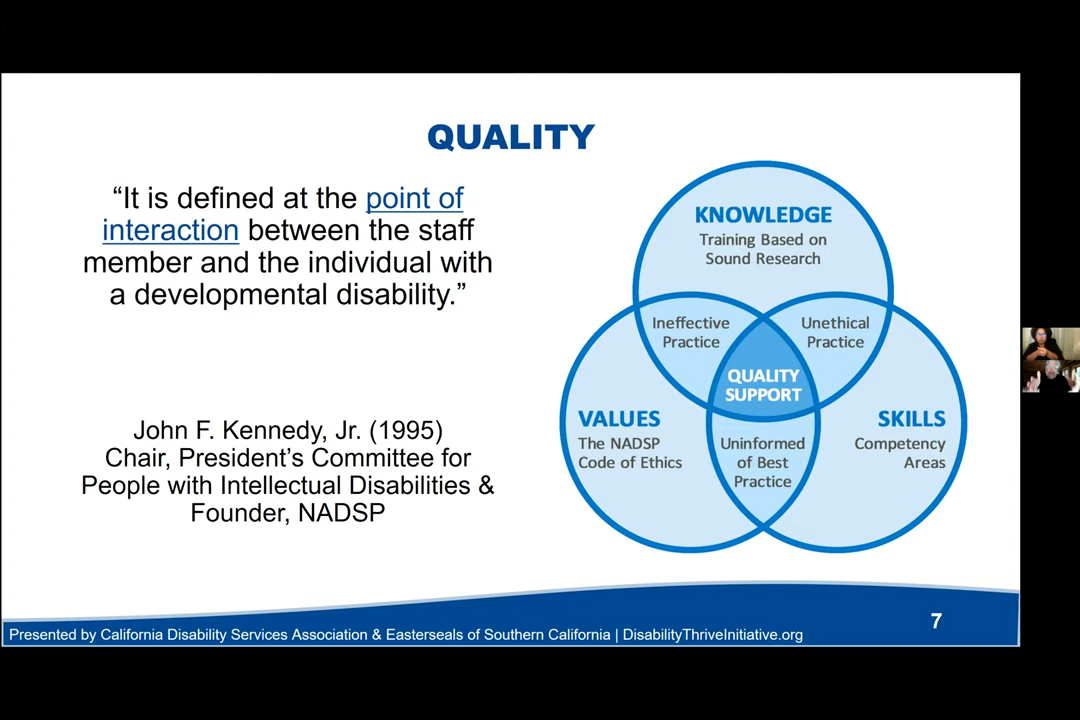 QUALITY
“It is defined at the point of
interaction between the staff
member and the individual with
a developmental disability.”
John F. Kennedy, Jr. (1995)
Chair, President’s Committee for
People with Intellectual Disabilities &
Founder, NADSP
KNOWLEDGE
Training Based on
Sound Research
Ineffective
Practice
Unethical
Practice
QUALITY
SUPPORT
VALUES
The NADSP
Code of Ethics
SKILLS
Competency
Areas
Uninformed
of Best
Practice
Presented by California Disability Services Association & Easterseals of Southern California | DisabilityThriveInitiative.org
7